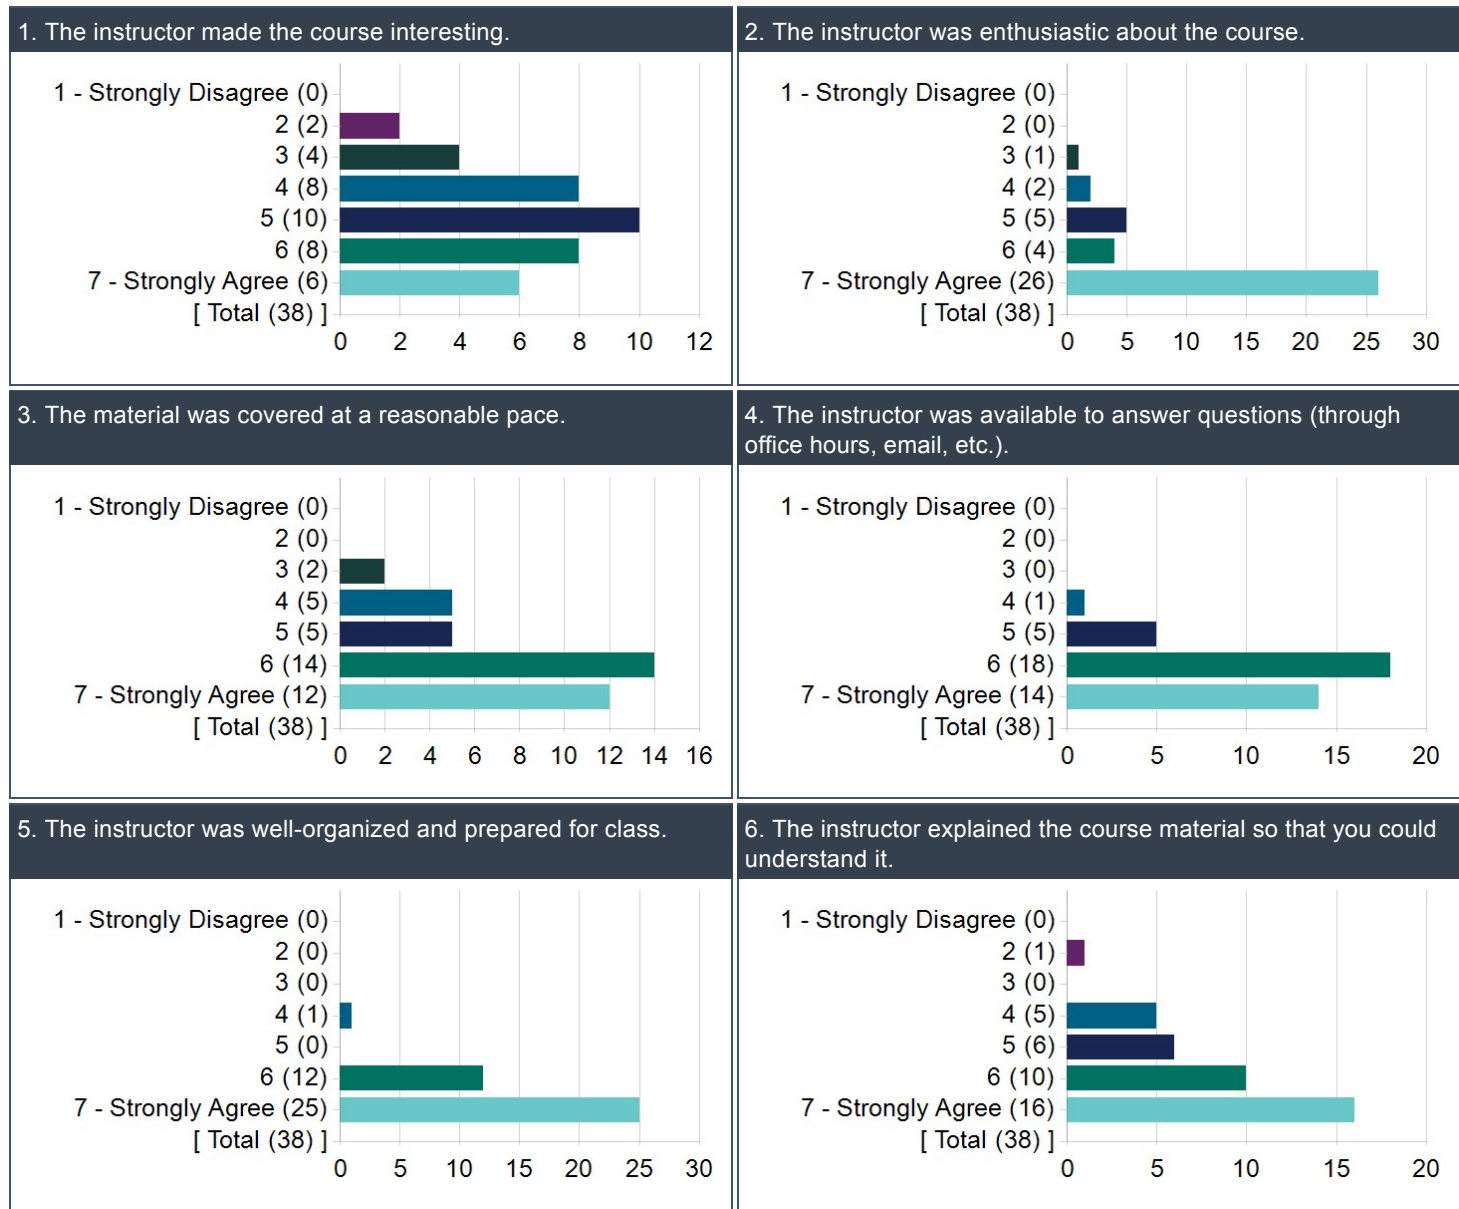 1. The instructor made the course interesting.
1 - Strongly Disagree (0)
2 (2)
3 (4)
4 (8)
5 (10)
6 (8)
7 - Strongly Agree (6)
[ Total (38) ]
0 2 4 6 8 10 12
2. The instructor was enthusiastic about the course.
1 - Strongly Disagree (0)
2 (0)
3 (1)
4 (2)
5 (5)
6 (4)
7 - Strongly Agree (26)
[ Total (38) ]
0 5 10 15 20 25 30
3. The material was covered at a reasonable pace.
1 - Strongly Disagree (0)
2 (0)
3 (2)
4 (5)
5 (5)
6 (14)
7 - Strongly Agree (12)
[ Total (38) ]
0 2 4 6 8 10 12 14 16
4. The instructor was available to answer questions (through
office hours, email, etc.).
1 - Strongly Disagree (0)
2 (0)
3 (0)
4 (1)
5 (5)
6 (18)
7 - Strongly Agree (14)
[ Total (38) ]
0 5 10 15 20
5. The instructor was well-organized and prepared for class.
1 - Strongly Disagree (0)
2 (0)
3 (0)
4 (1)
5 (0)
6 (12)
7 - Strongly Agree (25)
[ Total (38) ]
0 5 10 15 20 25 30
6. The instructor explained the course material so that you could
understand it.
1 - Strongly Disagree (0)
2 (1)
3 (0)
4 (5)
5 (6)
6 (10)
7 - Strongly Agree (16)
[ Total (38) ]
0 5 10 15 20